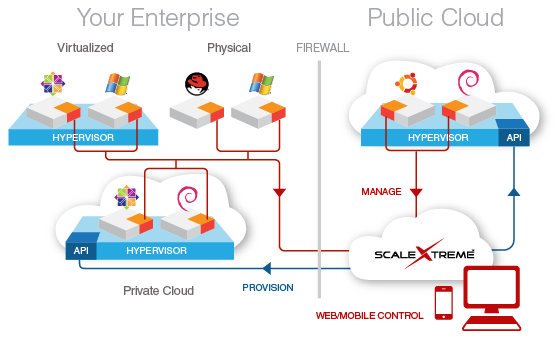 Your Enterprise
Public Cloud
Virtualized
Physical
FIREWALL
HYPERVISOR
HYPERVISOR
API
MANAGE
API
HYPERVISOR
SCALEXTREME
Private Cloud
PROVISION
WEB/MOBILE CONTROL